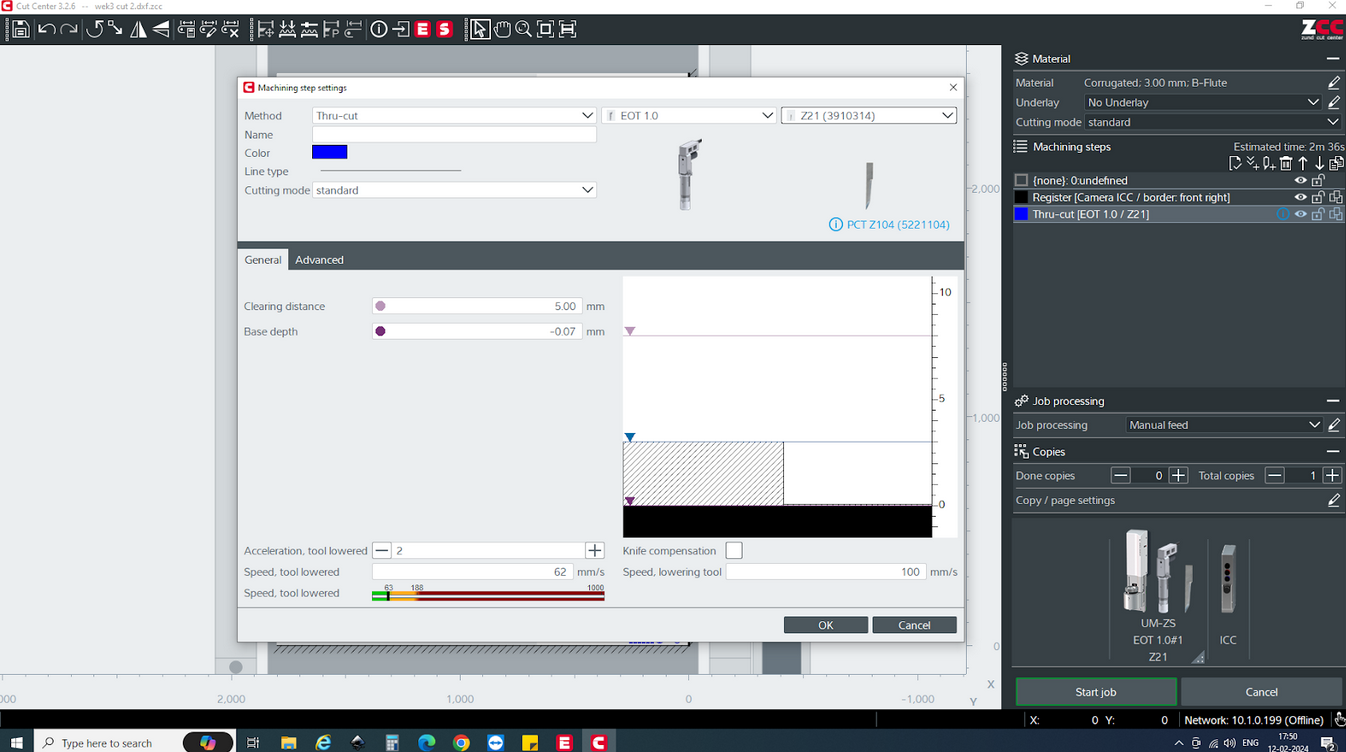 Cut Center 3.2.6 -- wek3 cut 2.dxf.zcc
ZCC
zund cut center
Machining step settings
Method Thru-cut EOT 1.0 Z21 (3910314)
Name
Color
Line type
Cutting mode standard
PCT Z104 (5221104)
General Advanced
Clearing distance 5.00 mm
Base depth -0.07 mm
10
5
0
Acceleration, tool lowered 2
Knife compensation
Speed, tool lowered 62 mm/s
Speed, lowering tool 100 mm/s
Speed, tool lowered 63 188 1000
OK Cancel
2,000
1,000
0
000 2,000 1,000 0 -1,000
X
Y
Material
Material Corrugated; 3.00 mm; B-Flute
Underlay No Underlay
Cutting mode standard
Machining steps Estimated time: 2m 36s
{none}: 0:undefined
Register [Camera ICC / border: front right]
Thru-cut [EOT 1.0 / Z21]
Job processing
Job processing Manual feed
Copies
Done copies 0 Total copies 1
Copy / page settings
UM-ZS
EOT 1.0#1 ICC
Z21
Start job Cancel
X: 0 Y: 0 Network: 10.1.0.199 (Offline)
Type here to search
ENG
17:50
12-02-2024
2